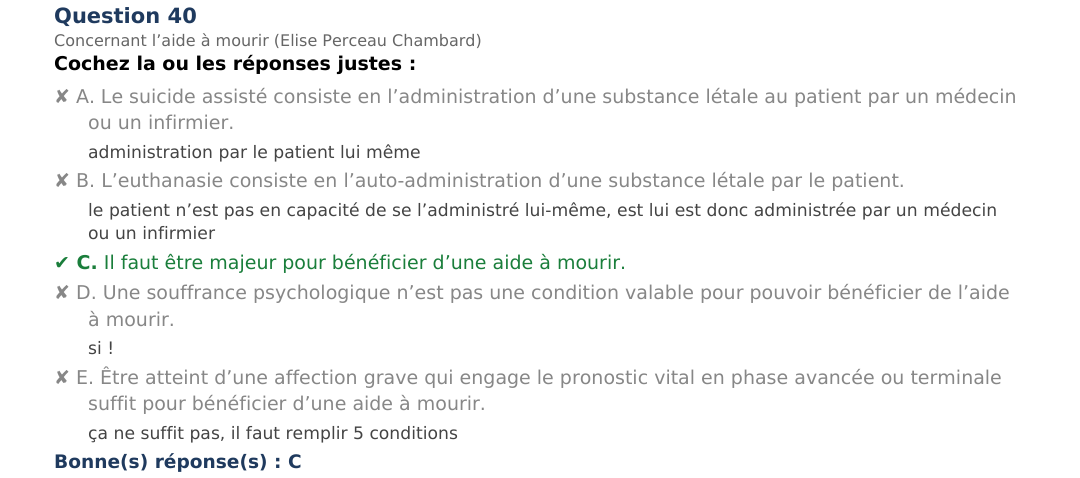 Question 40
Concernant l’aide à mourir (Elise Perceau Chambard)
Cochez la ou les réponses justes :
✘ A. Le suicide assisté consiste en l’administration d’une substance létale au patient par un médecin
ou un infirmier.
administration par le patient lui même
✘ B. L’euthanasie consiste en l’auto-administration d’une substance létale par le patient.
le patient n’est pas en capacité de se l’administré lui-même, est lui est donc administrée par un médecin
ou un infirmier
✔ C. Il faut être majeur pour bénéficier d’une aide à mourir.
✘ D. Une souffrance psychologique n’est pas une condition valable pour pouvoir bénéficier de l’aide
à mourir.
si !
✘ E. Être atteint d’une affection grave qui engage le pronostic vital en phase avancée ou terminale
suffit pour bénéficier d’une aide à mourir.
ça ne suffit pas, il faut remplir 5 conditions
Bonne(s) réponse(s) : C